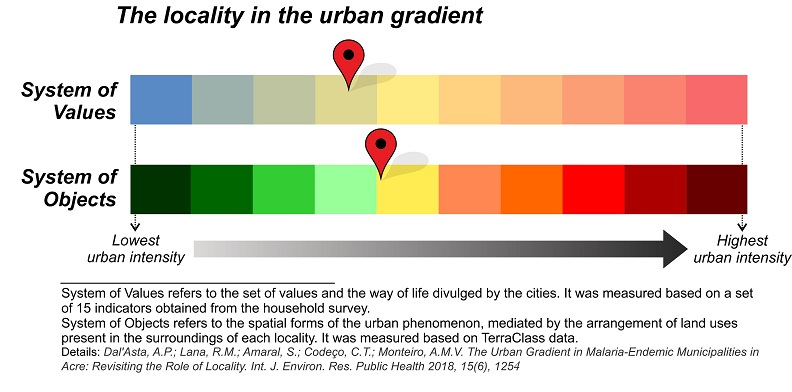 The locality in the urban gradient
System of
Values
System of
Objects
Lowest
urban intensity
Highest
urban intensity
System of Values refers to the set of values and the way of life divulged by the cities. It was measured based on a set
of 15 indicators obtained from the household survey.
System of Objects refers to the spatial forms of the urban phenomenon, mediated by the arrangement of land uses
present in the surroundings of each locality. It was measured based on TerraClass data.
Details: Dal'Asta, A.P.; Lana, R.M.; Amaral, S.; Codeço, C.T.; Monteiro, A.M.V. The Urban Gradient in Malaria-Endemic Municipalities in
Acre: Revisiting the Role of Locality. Int. J. Environ. Res. Public Health 2018, 15(6), 1254